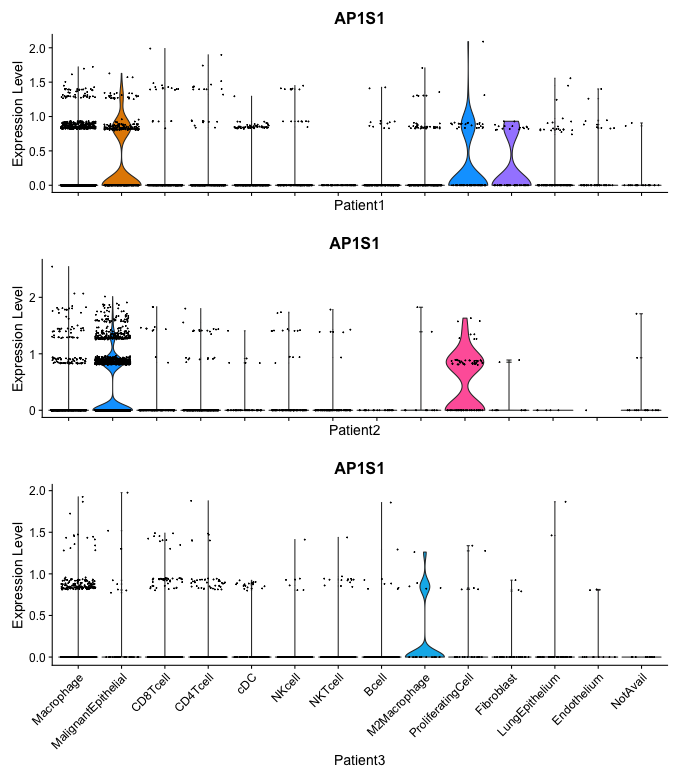 AP1S1
Expression Level
2.0
1.5
1.0
0.5
0.0
Patient1
AP1S1
Expression Level
2
1
0
Patient2
AP1S1
Expression Level
2.0
1.5
1.0
0.5
0.0
Macrophage
MalignantEpithelial
CD8Tcell
CD4Tcell
cDC
NKcell
NKTcell
Bcell
M2Macrophage
ProliferatingCell
Fibroblast
LungEpithelium
Endothelium
NotAvail
Patient3